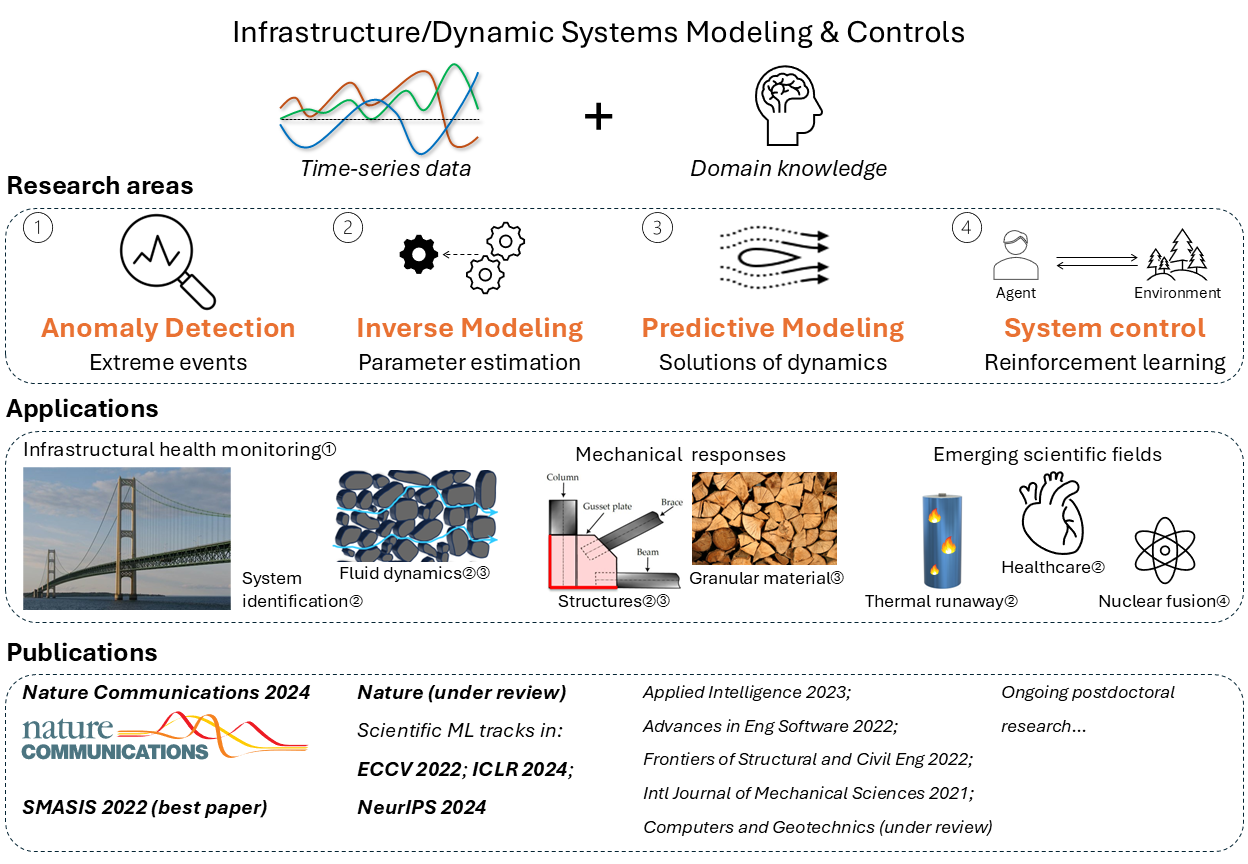 Infrastructure/Dynamic Systems Modeling & Controls
+
Time-series data
Domain knowledge
Research areas
1
2
3
4
Agent
Environment
Anomaly Detection
Inverse Modeling
Predictive Modeling
System control
Extreme events
Parameter estimation
Solutions of dynamics
Reinforcement learning
Applications
Infrastructural health monitoring①
System
identification②
Fluid dynamics②③
Mechanical responses
Column
Gusset plate
Brace
Beam
Structures②③
Granular material③
Emerging scientific fields
Thermal runaway②
Healthcare②
Nuclear fusion④
Publications
Nature Communications 2024
nature
COMMUNICATIONS
SMASIS 2022 (best paper)
Nature (under review)
Scientific ML tracks in:
ECCV 2022; ICLR 2024;
NeurIPS 2024
Applied Intelligence 2023;
Advances in Eng Software 2022;
Frontiers of Structural and Civil Eng 2022;
Intl Journal of Mechanical Sciences 2021;
Computers and Geotechnics (under review)
Ongoing postdoctoral
research...